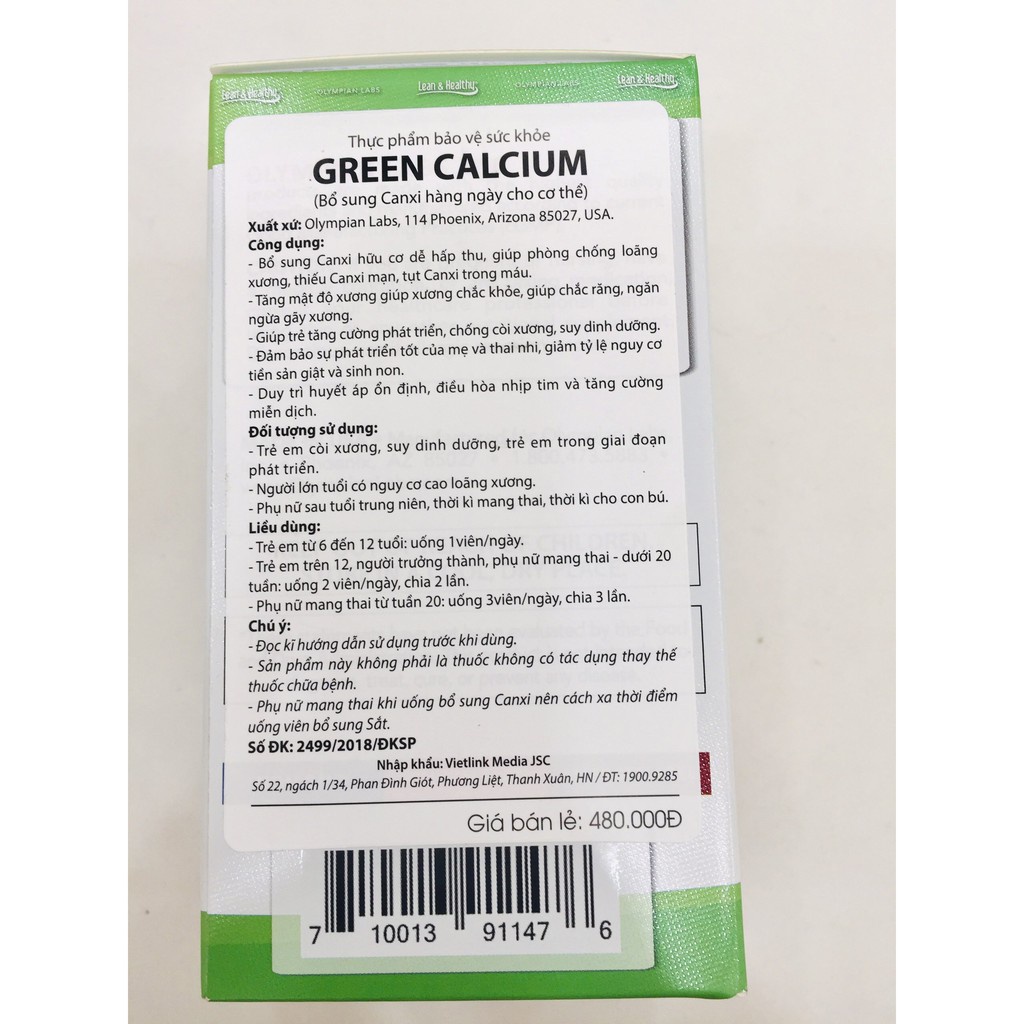 Lean & Healthy OLYMPIAN LABS Lean & Healthy OLYMPIAN LABS Lean & Healthy
Thực phẩm bảo vệ sức khỏe
GREEN CALCIUM
(Bổ sung Canxi hàng ngày cho cơ thể)
Xuất xứ: Olympian Labs, 114 Phoenix, Arizona 85027, USA.
Công dụng:
- Bổ sung Canxi hữu cơ dễ hấp thu, giúp phòng chống loãng
xương, thiếu Canxi mạn, tụt Canxi trong máu.
- Tăng mật độ xương giúp xương chắc khỏe, giúp chắc răng, ngăn
ngừa gãy xương.
- Giúp trẻ tăng cường phát triển, chống còi xương, suy dinh dưỡng.
- Đảm bảo sự phát triển tốt của mẹ và thai nhi, giảm tỷ lệ nguy cơ
tiền sản giật và sinh non.
- Duy trì huyết áp ổn định, điều hòa nhịp tim và tăng cường
miễn dịch.
Đối tượng sử dụng:
- Trẻ em còi xương, suy dinh dưỡng, trẻ em trong giai đoạn
phát triển.
- Người lớn tuổi có nguy cơ cao loãng xương.
- Phụ nữ sau tuổi trung niên, thời kì mang thai, thời kì cho con bú.
Liều dùng:
- Trẻ em từ 6 đến 12 tuổi: uống 1viên/ngày.
- Trẻ em trên 12, người trưởng thành, phụ nữ mang thai - dưới 20
tuần: uống 2 viên/ngày, chia 2 lần.
- Phụ nữ mang thai từ tuần 20: uống 3viên/ngày, chia 3 lần.
Chú ý:
- Đọc kĩ hướng dẫn sử dụng trước khi dùng.
- Sản phẩm này không phải là thuốc không có tác dụng thay thế
thuốc chữa bệnh.
- Phụ nữ mang thai khi uống bổ sung Canxi nên cách xa thời điểm
uống viên bổ sung Sắt.
Số ĐK: 2499/2018/ĐKSP
Nhập khẩu: Vietlink Media JSC
Số 22, ngách 1/34, Phan Đình Giót, Phương Liệt, Thanh Xuân, HN / ĐT: 1900.9285
Giá bán lẻ: 480.000Đ
7 10013 91147 6